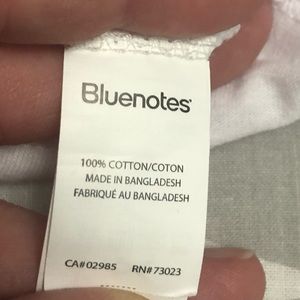 Bluenotes
100% COTTON/COTON
MADE IN BANGLADESH
FABRIQUÉ AU BANGLADESH
CA#02985 RN#73023